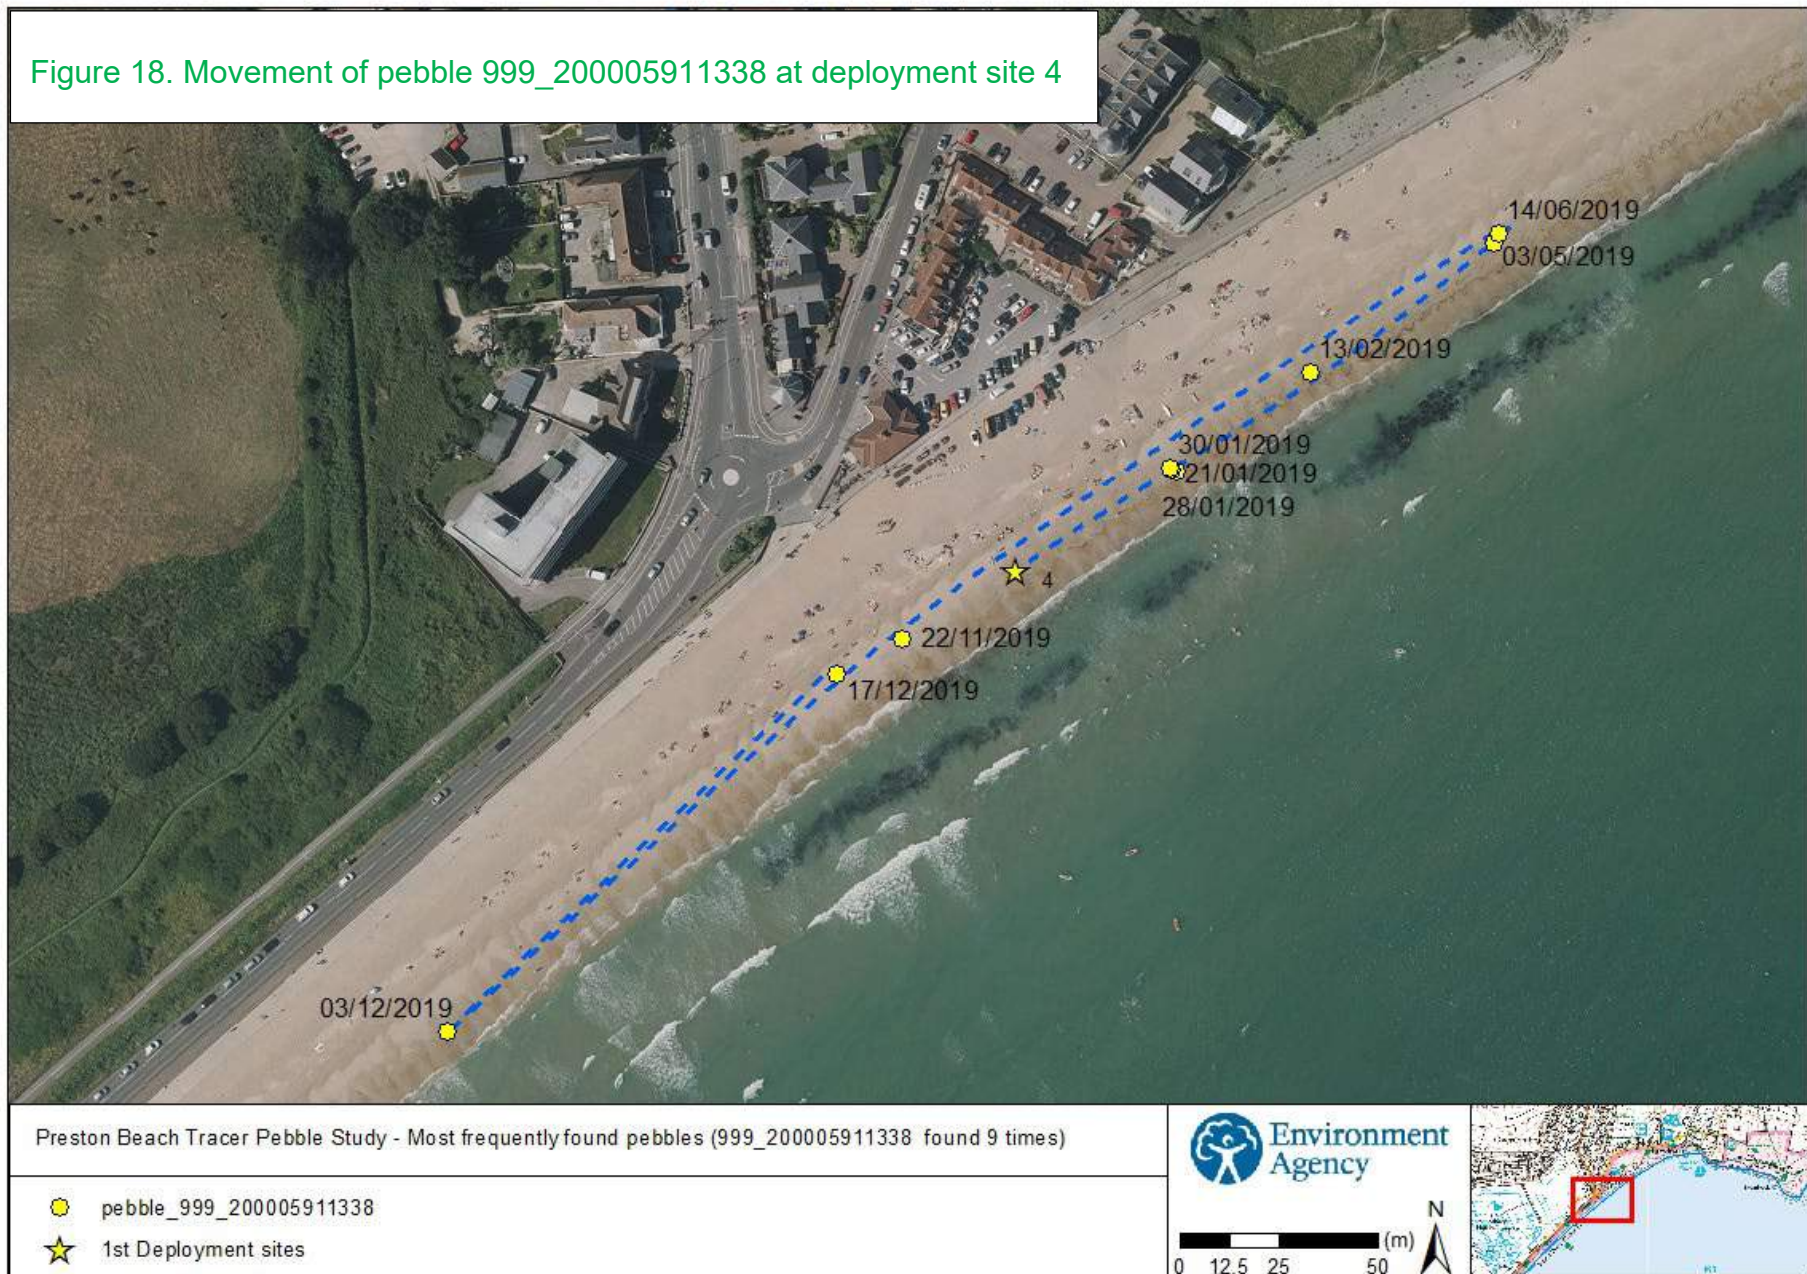 Figure 18. Movement of pebble 999_200005911338 at deployment site 4
14/06/2019
03/05/2019
13/02/2019
30/01/2019
21/01/2019
28/01/2019
4
22/11/2019
17/12/2019
03/12/2019
Preston Beach Tracer Pebble Study - Most frequently found pebbles (999_200005911338 found 9 times)
pebble_999_200005911338
1st Deployment sites
Environment
Agency
N
(m)
0 12.5 25 50